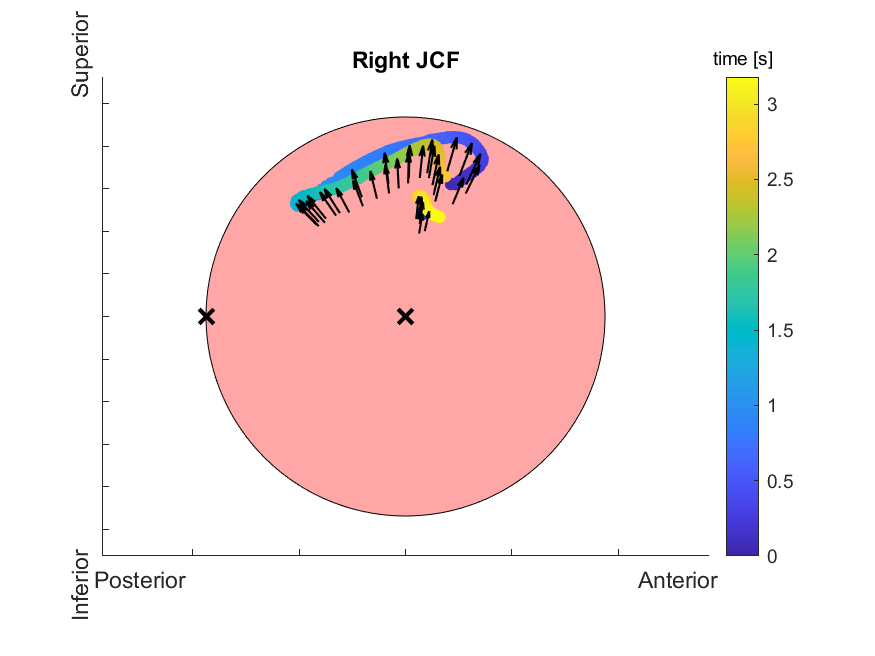 Right JCF
time [s]
Superior
Inferior
Posterior
Anterior
3
2.5
2
1.5
1
0.5
0